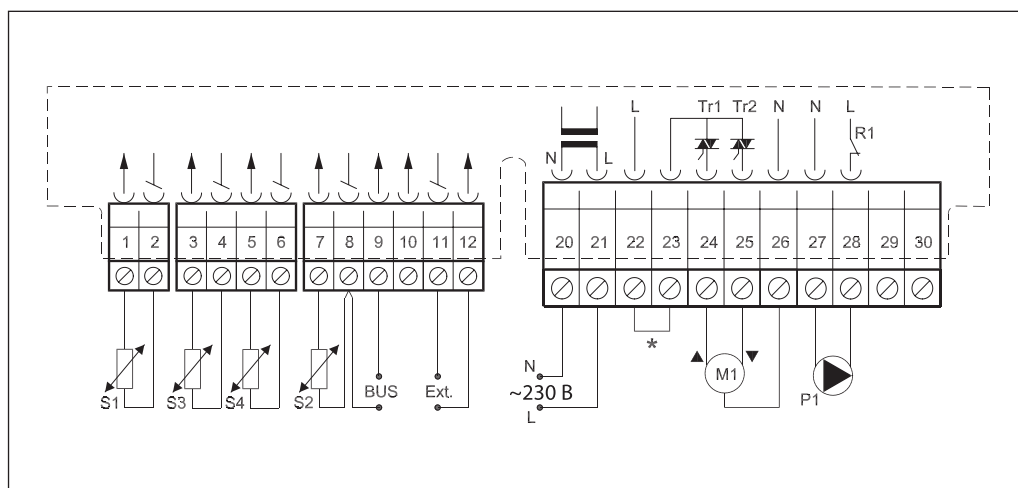 L Tr1 Tr2 N N L
R1
N L
1 2 3 4 5 6 7 8 9 10 11 12
20 21 22 23 24 25 26 27 28 29 30
*
S1 S3 S4 S2 BUS Ext.
N
~230 В
L
M1
P1